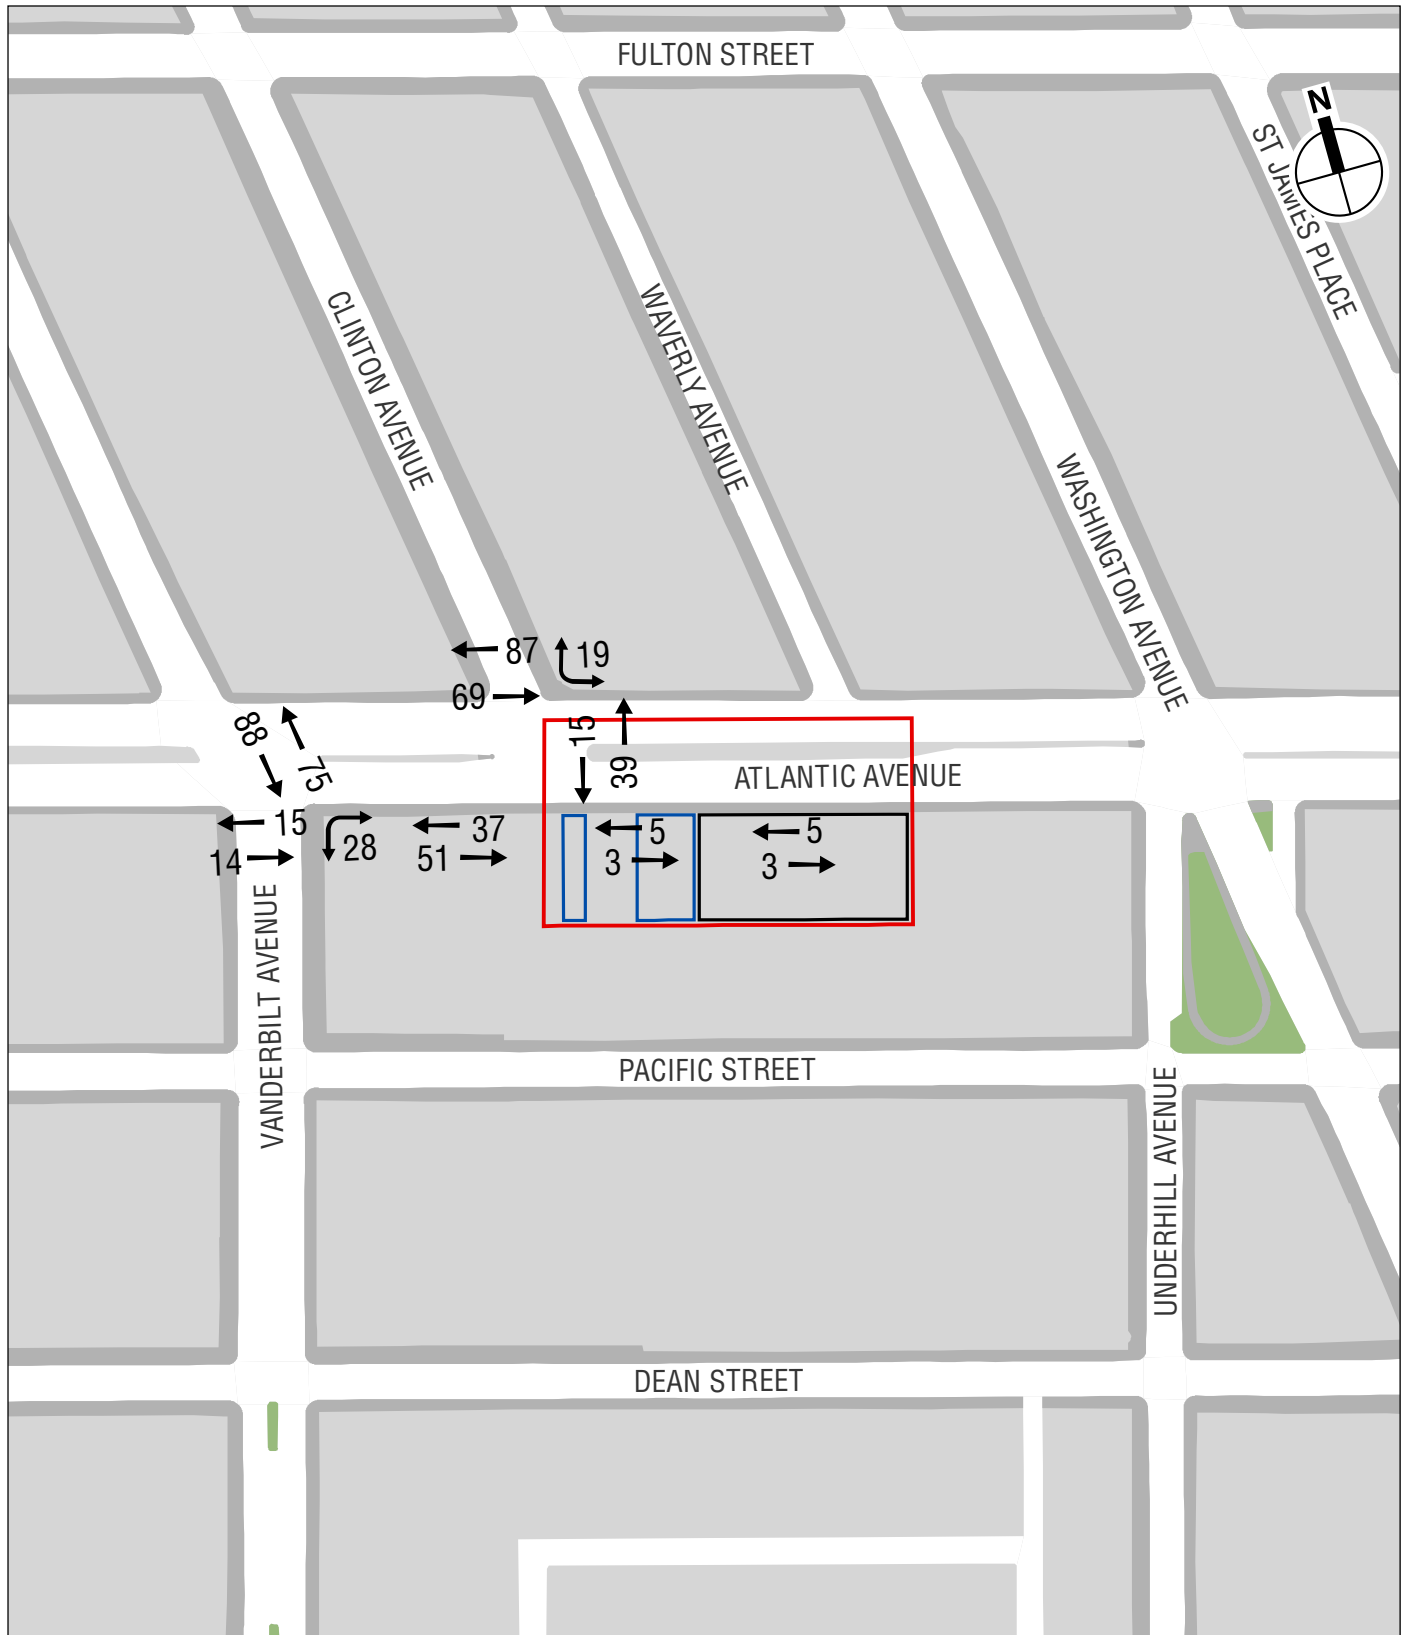 FULTON STREET
N
ST JAMES PLACE
CLINTON AVENUE
WAVERLY AVENUE
WASHINGTON AVENUE
87
19
69
88
75
15
39
ATLANTIC AVENUE
15
14
28
37
51
5
3
5
3
VANDERBILT AVENUE
PACIFIC STREET
UNDERHILL AVENUE
DEAN STREET